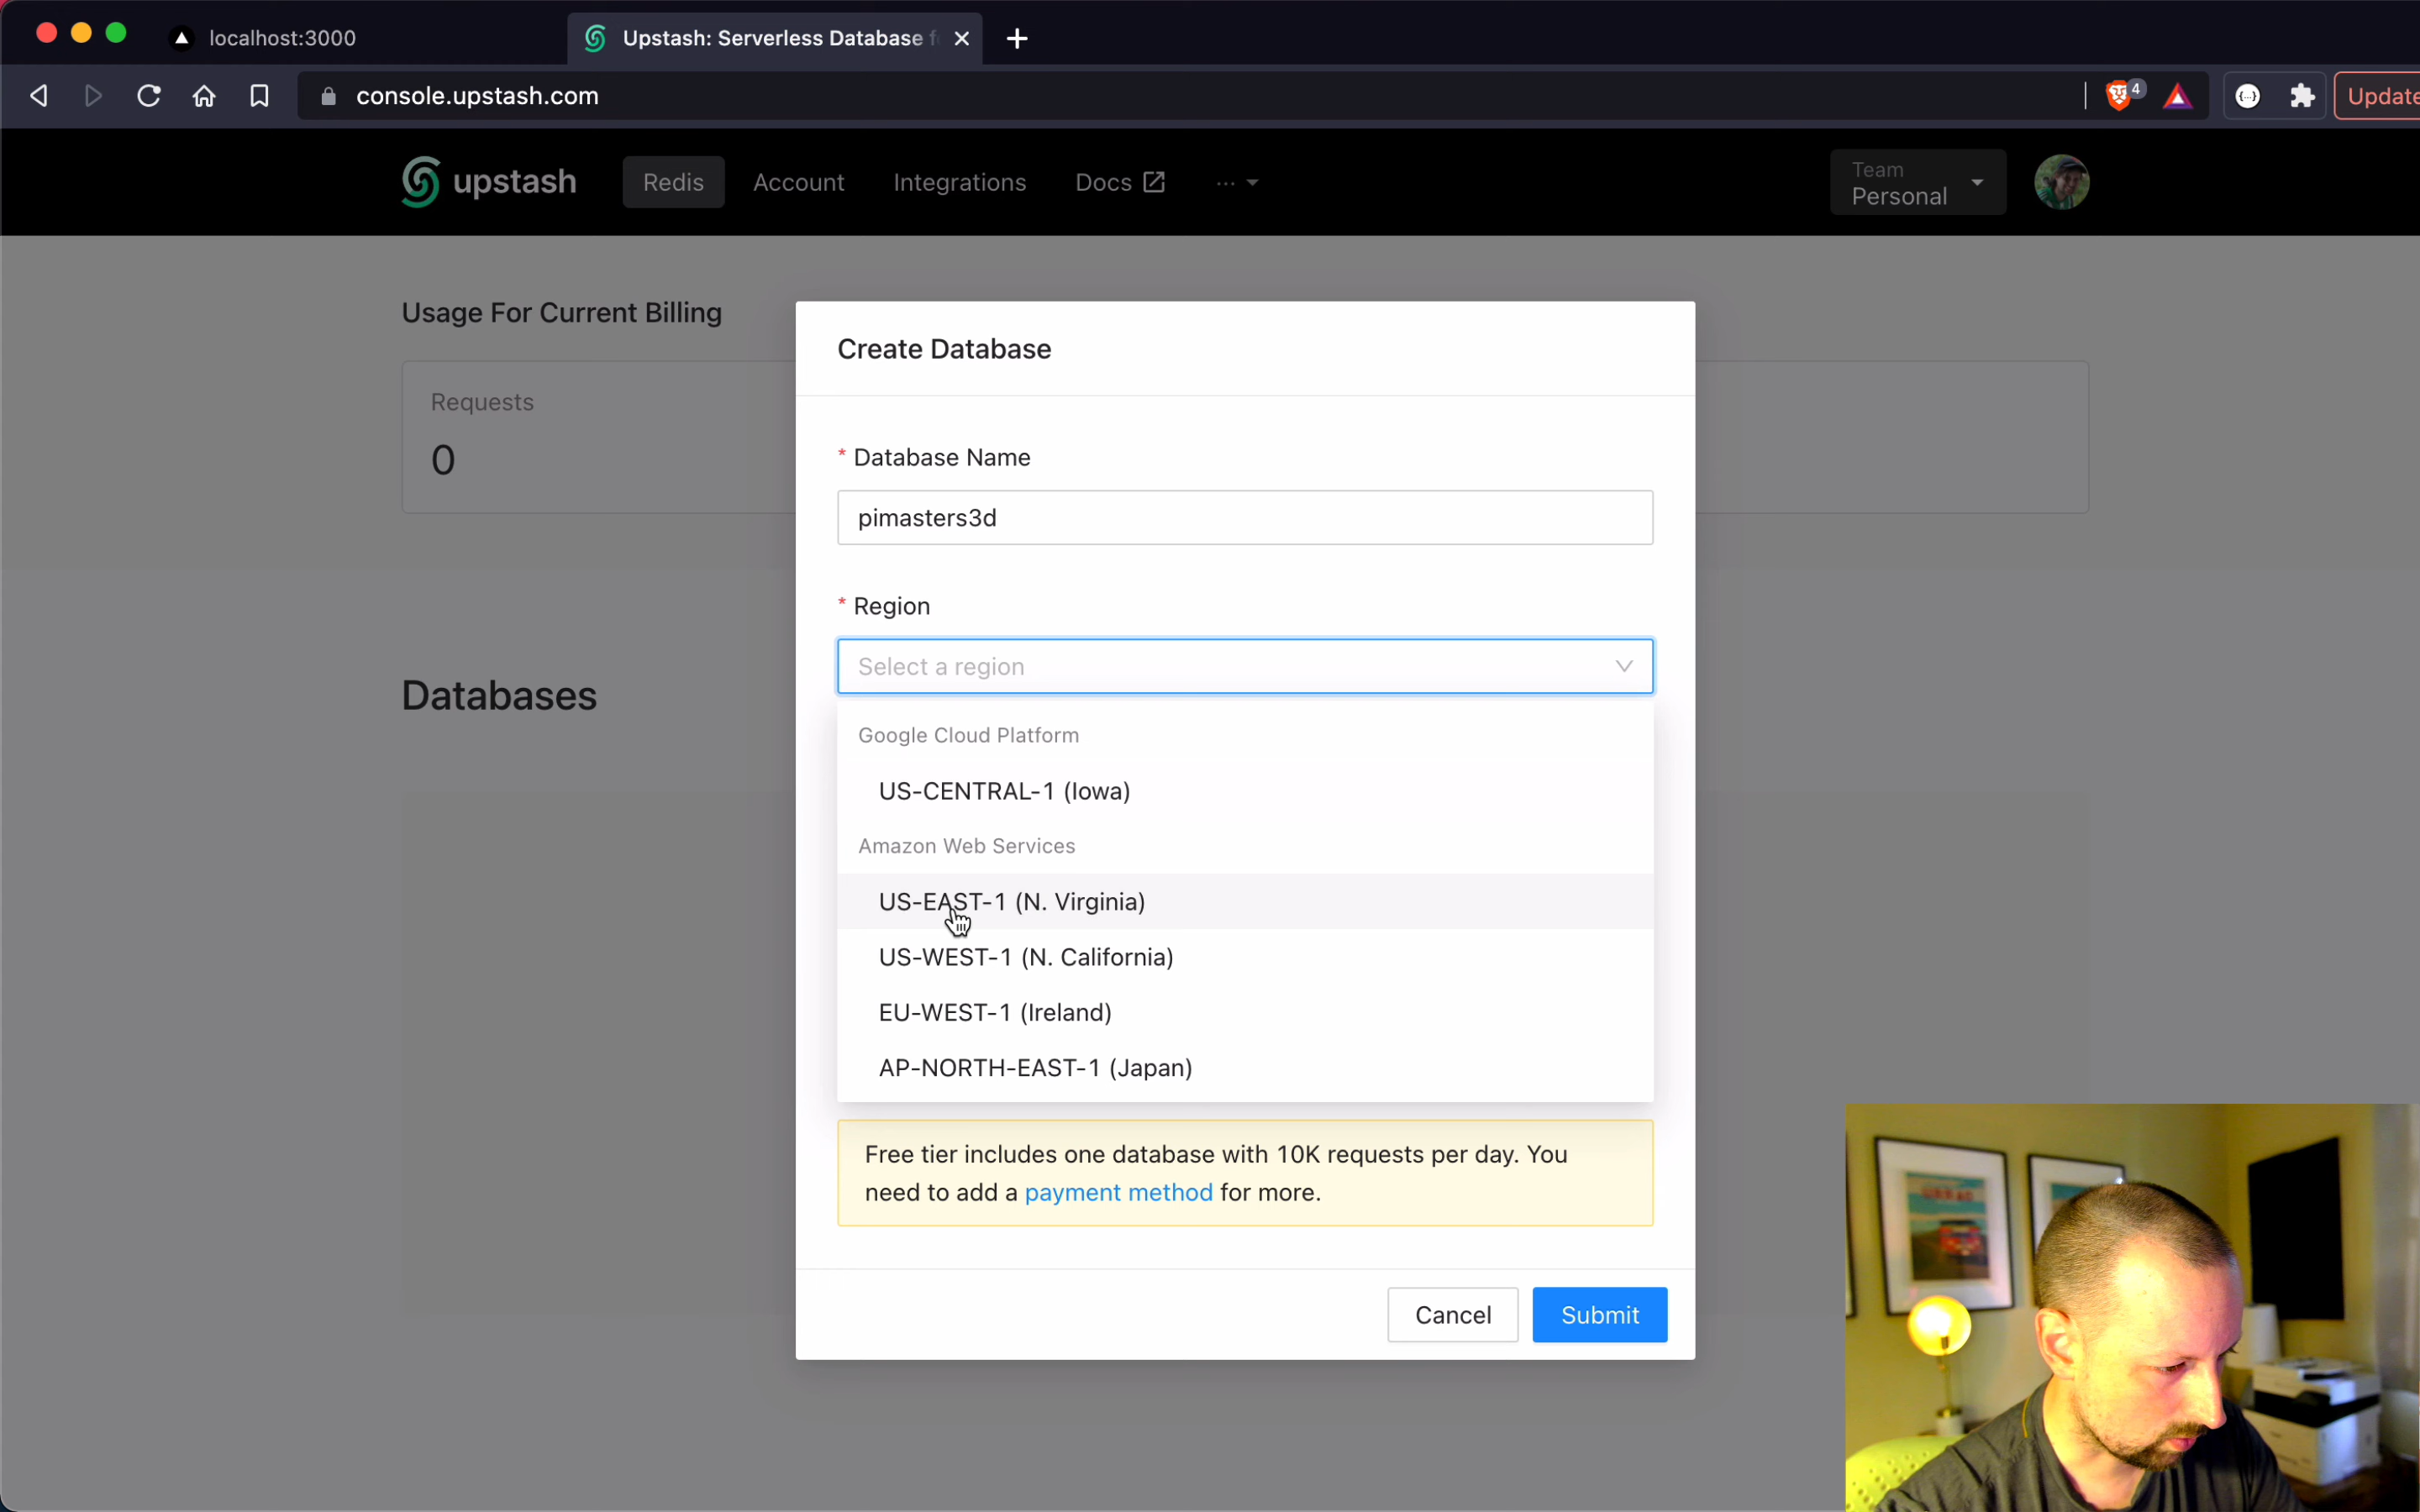 localhost:3000
Upstash: Serverless Database f
console.upstash.com
4
Update
upstash
Redis
Account
Integrations
Docs
Team
Personal
Usage For Current Billing
Requests
0
Databases
Create Database
* Database Name
pimasters3d
* Region
Select a region
Google Cloud Platform
US-CENTRAL-1 (Iowa)
Amazon Web Services
US-EAST-1 (N. Virginia)
US-WEST-1 (N. California)
EU-WEST-1 (Ireland)
AP-NORTH-EAST-1 (Japan)
Free tier includes one database with 10K requests per day. You
need to add a payment method for more.
Cancel
Submit